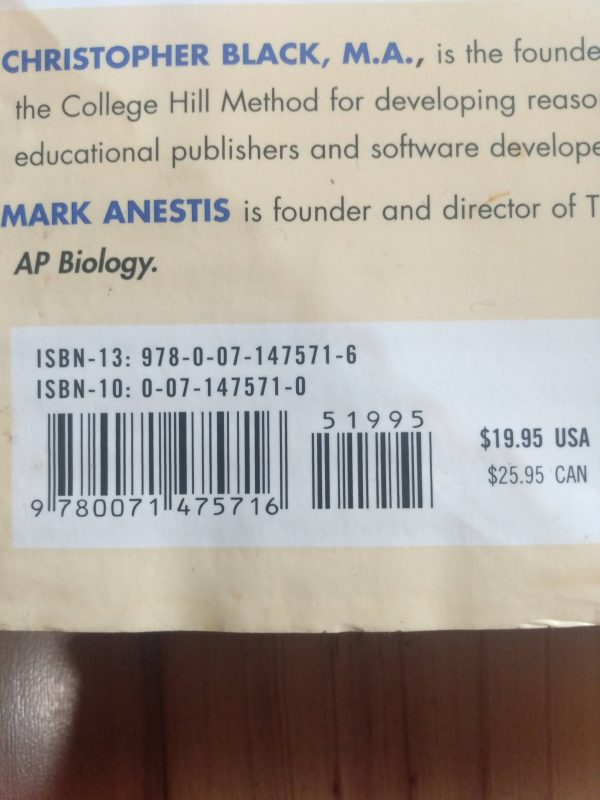 CHRISTOPHER BLACK, M.A., is the founde
the College Hill Method for developing reaso
educational publishers and software develope
MARK ANESTIS is founder and director of T
AP Biology.
ISBN-13: 978-0-07-147571-6
ISBN-10: 0-07-147571-0
51995
$19.95 USA
$25.95 CAN
9 780071 475716